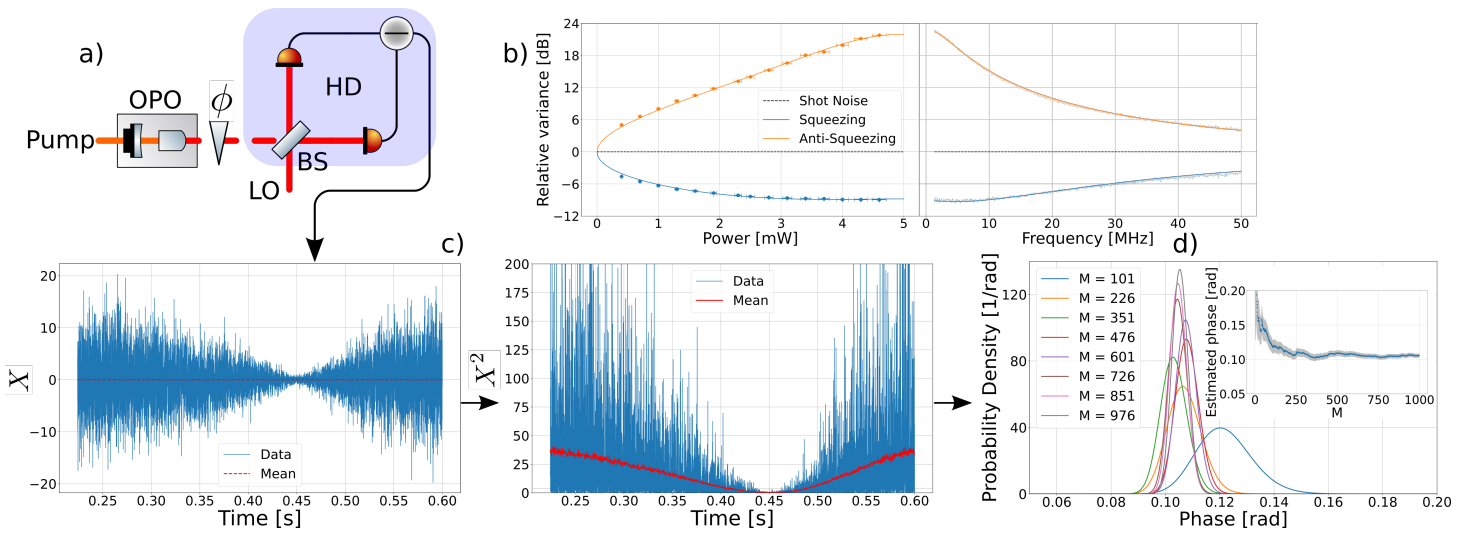 a)
OPO
ϕ
HD
Pump
BS
LO
b)
Relative variance [dB]
24
18
12
6
0
−6
−12
Shot Noise
Squeezing
Anti-Squeezing
0 1 2 3 4 5
Power [mW]
0 10 20 30 40 50
Frequency [MHz]
c)
X
20
10
0
−10
−20
Data
Mean
0.25 0.30 0.35 0.40 0.45 0.50 0.55 0.60
Time [s]
X²
200
175
150
125
100
75
50
25
0
Data
Mean
0.25 0.30 0.35 0.40 0.45 0.50 0.55 0.60
Time [s]
d)
Probability Density [1/rad]
120
80
40
0
M = 101
M = 226
M = 351
M = 476
M = 601
M = 726
M = 851
M = 976
Estimated phase [rad]
0.20
0.15
0.10
0.05
0 250 500 750 1000
M
0.06 0.08 0.10 0.12 0.14 0.16 0.18 0.20
Phase [rad]